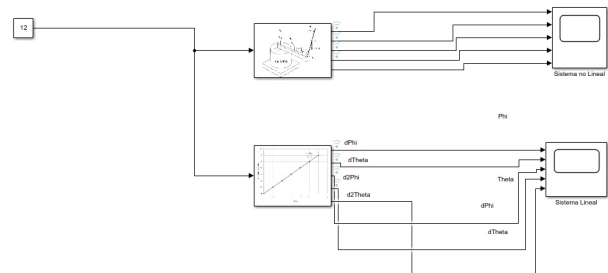 12
Sistema no Lineal
Phi
dPhi
dTheta
d2Phi
Theta
d2Theta
dPhi
Sistema Lineal
dTheta